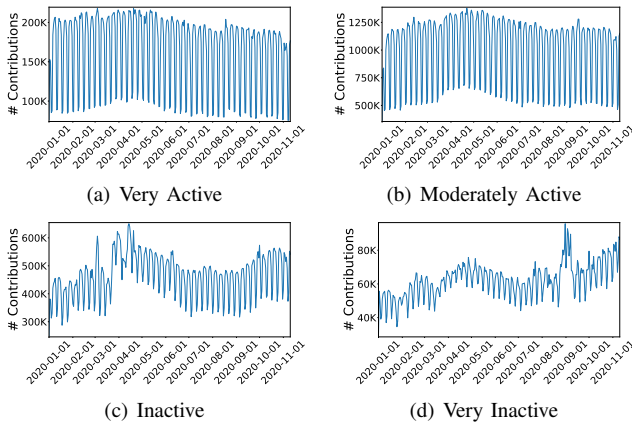 # Contributions
200K
150K
100K
2020-01-01
2020-02-01
2020-03-01
2020-04-01
2020-05-01
2020-06-01
2020-07-01
2020-08-01
2020-09-01
2020-10-01
2020-11-01
(a) Very Active
# Contributions
1250K
1000K
750K
500K
2020-01-01
2020-02-01
2020-03-01
2020-04-01
2020-05-01
2020-06-01
2020-07-01
2020-08-01
2020-09-01
2020-10-01
2020-11-01
(b) Moderately Active
# Contributions
600K
500K
400K
300K
2020-01-01
2020-02-01
2020-03-01
2020-04-01
2020-05-01
2020-06-01
2020-07-01
2020-08-01
2020-09-01
2020-10-01
2020-11-01
(c) Inactive
# Contributions
80K
60K
40K
2020-01-01
2020-02-01
2020-03-01
2020-04-01
2020-05-01
2020-06-01
2020-07-01
2020-08-01
2020-09-01
2020-10-01
2020-11-01
(d) Very Inactive